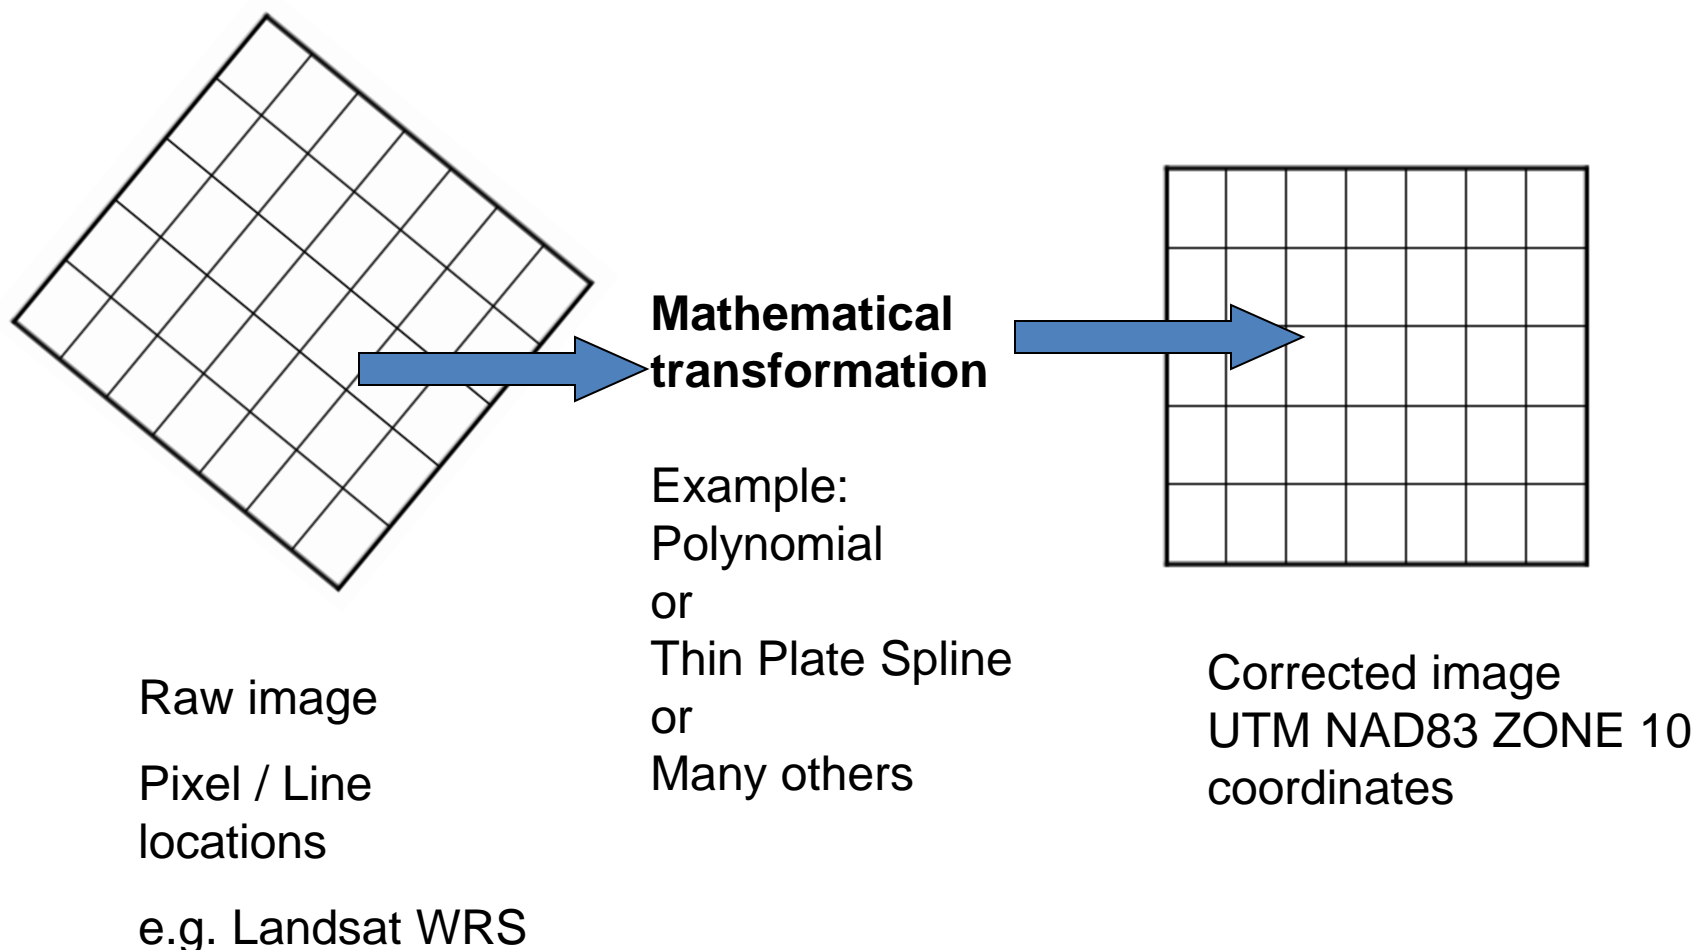 Raw image
Pixel / Line
locations
e.g. Landsat WRS
Mathematical
transformation
Example:
Polynomial
or
Thin Plate Spline
or
Many others
Corrected image
UTM NAD83 ZONE 10
coordinates